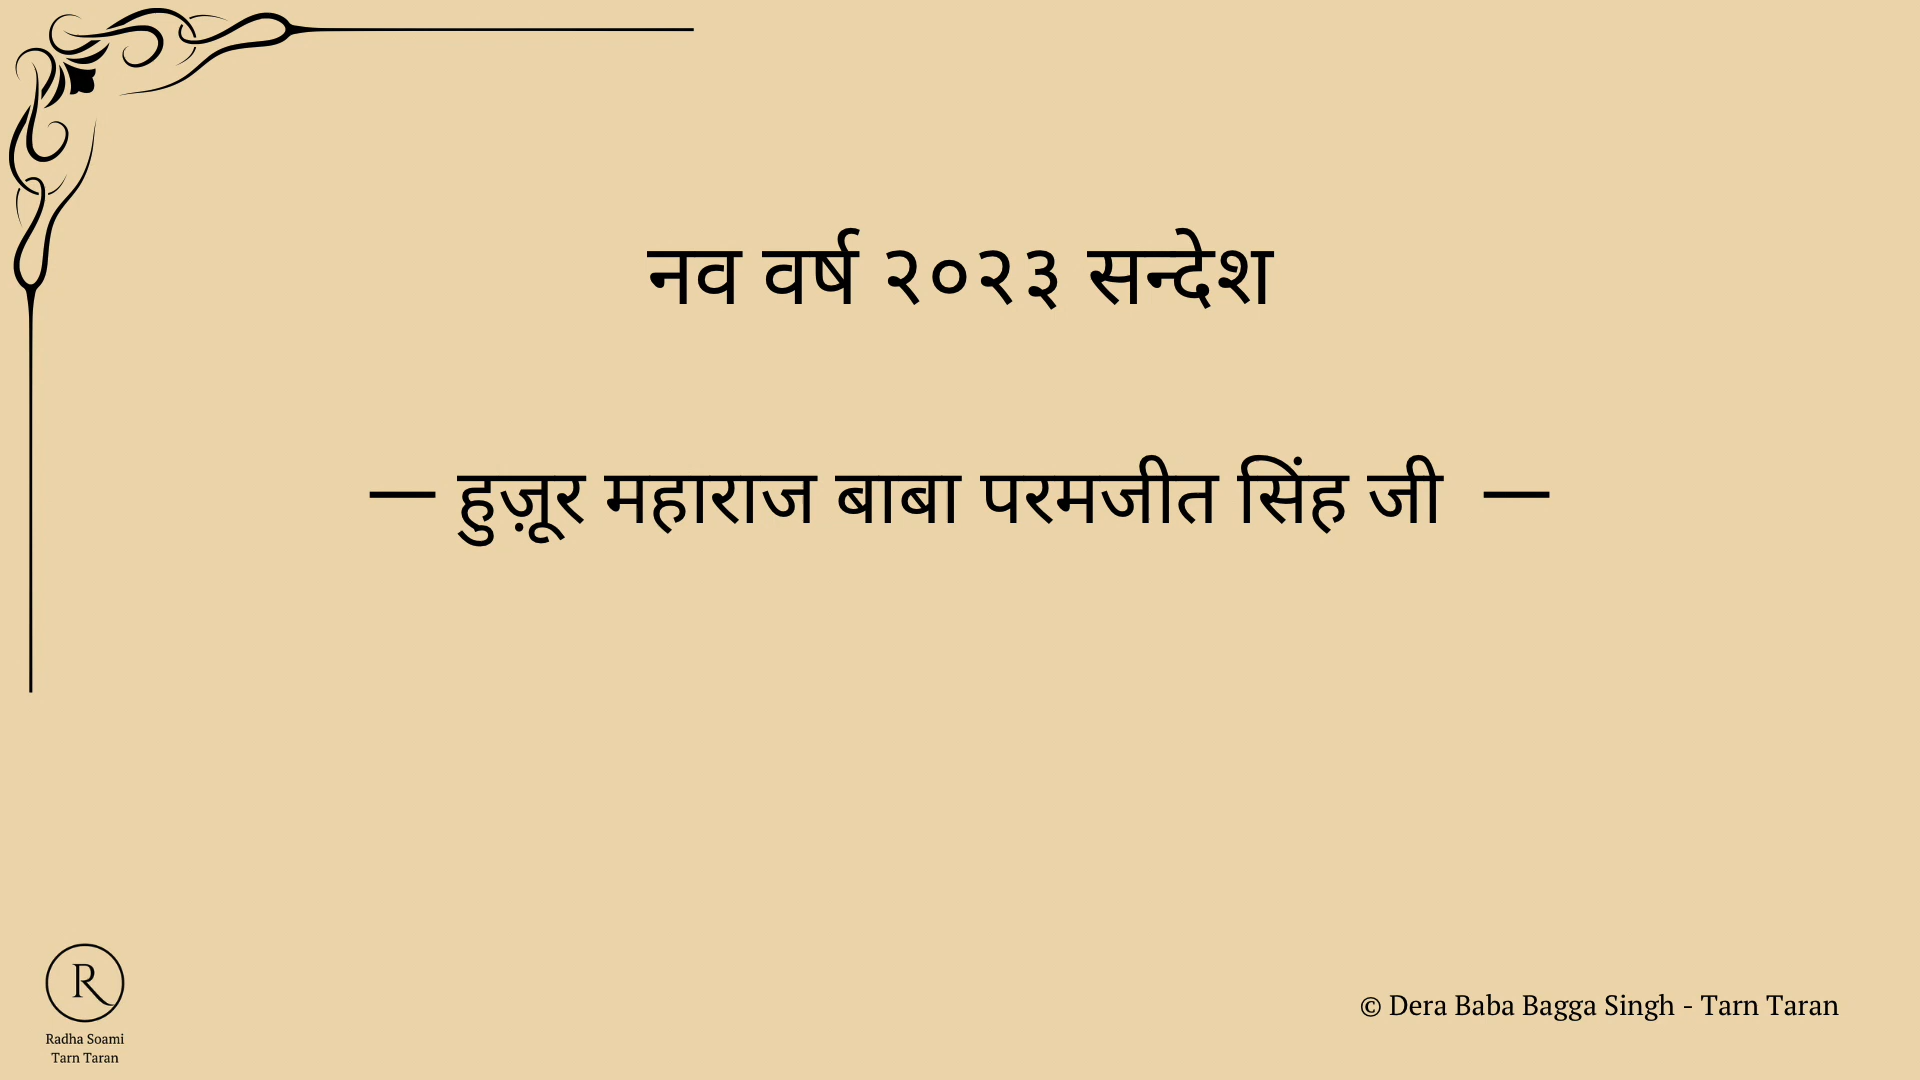 नव वर्ष २०२३ सन्देश
— हुज़ूर महाराज बाबा परमजीत सिंह जी —
R
Radha Soami
Tarn Taran
© Dera Baba Bagga Singh - Tarn Taran